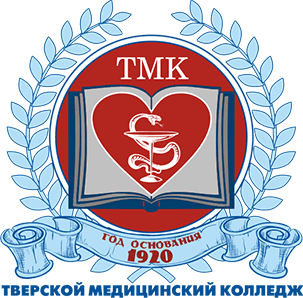 ТМК
ГОД ОСНОВАНИЯ
1920
ТВЕРСКОЙ МЕДИЦИНСКИЙ КОЛЛЕДЖ